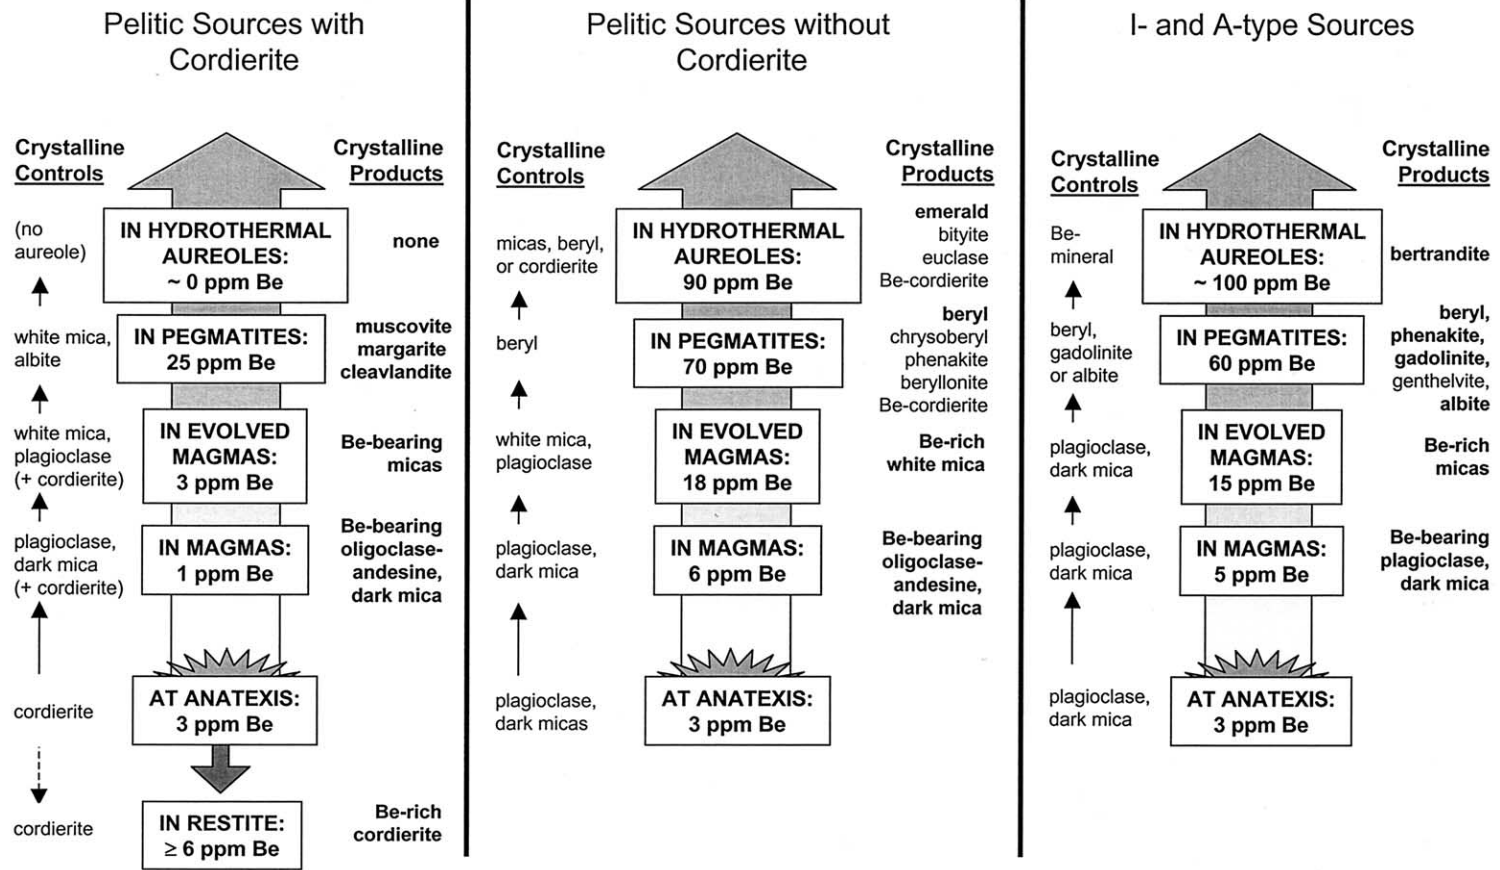 Pelitic Sources with
Cordierite
Crystalline
Controls
Crystalline
Products
(no
aureole)
IN HYDROTHERMAL
AUREOLES:
~ 0 ppm Be
none
white mica,
albite
IN PEGMATITES:
25 ppm Be
muscovite
margarite
cleavlandite
white mica,
plagioclase
(+ cordierite)
IN EVOLVED
MAGMAS:
3 ppm Be
Be-bearing
micas
plagioclase,
dark mica
(+ cordierite)
IN MAGMAS:
1 ppm Be
Be-bearing
oligoclase-
andesine,
dark mica
cordierite
AT ANATEXIS:
3 ppm Be
cordierite
IN RESTITE:
≥ 6 ppm Be
Be-rich
cordierite
Pelitic Sources without
Cordierite
Crystalline
Controls
Crystalline
Products
micas, beryl,
or cordierite
IN HYDROTHERMAL
AUREOLES:
90 ppm Be
emerald
bityite
euclase
Be-cordierite
beryl
IN PEGMATITES:
70 ppm Be
beryl
chrysoberyl
phenakite
beryllonite
Be-cordierite
white mica,
plagioclase
IN EVOLVED
MAGMAS:
18 ppm Be
Be-rich
white mica
plagioclase,
dark mica
IN MAGMAS:
6 ppm Be
Be-bearing
oligoclase-
andesine,
dark mica
plagioclase,
dark micas
AT ANATEXIS:
3 ppm Be
I- and A-type Sources
Crystalline
Controls
Crystalline
Products
Be-
mineral
IN HYDROTHERMAL
AUREOLES:
~ 100 ppm Be
bertrandite
beryl,
gadolinite
or albite
IN PEGMATITES:
60 ppm Be
beryl,
phenakite,
gadolinite,
genthelvite,
albite
plagioclase,
dark mica
IN EVOLVED
MAGMAS:
15 ppm Be
Be-rich
micas
plagioclase,
dark mica
IN MAGMAS:
5 ppm Be
Be-bearing
plagioclase,
dark mica
plagioclase,
dark mica
AT ANATEXIS:
3 ppm Be